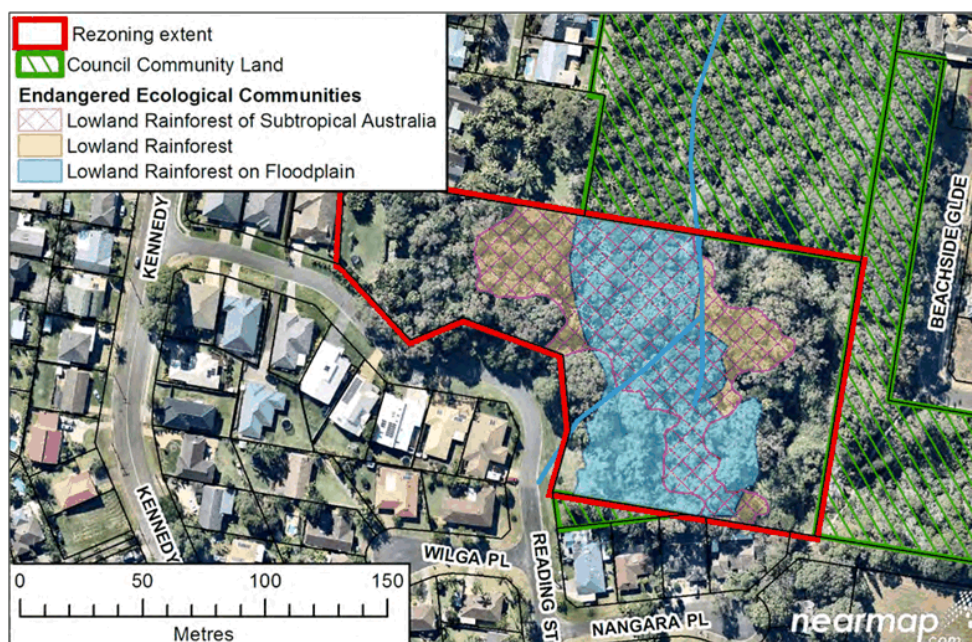 Rezoning extent
Council Community Land
Endangered Ecological Communities
Lowland Rainforest of Subtropical Australia
Lowland Rainforest
Lowland Rainforest on Floodplain
KENNEDY
BEACHSIDE GLDE
KENNEDY
WILGA PL
READING ST
NANGARA PL
0 50 100 150
Metres
nearmap
.com